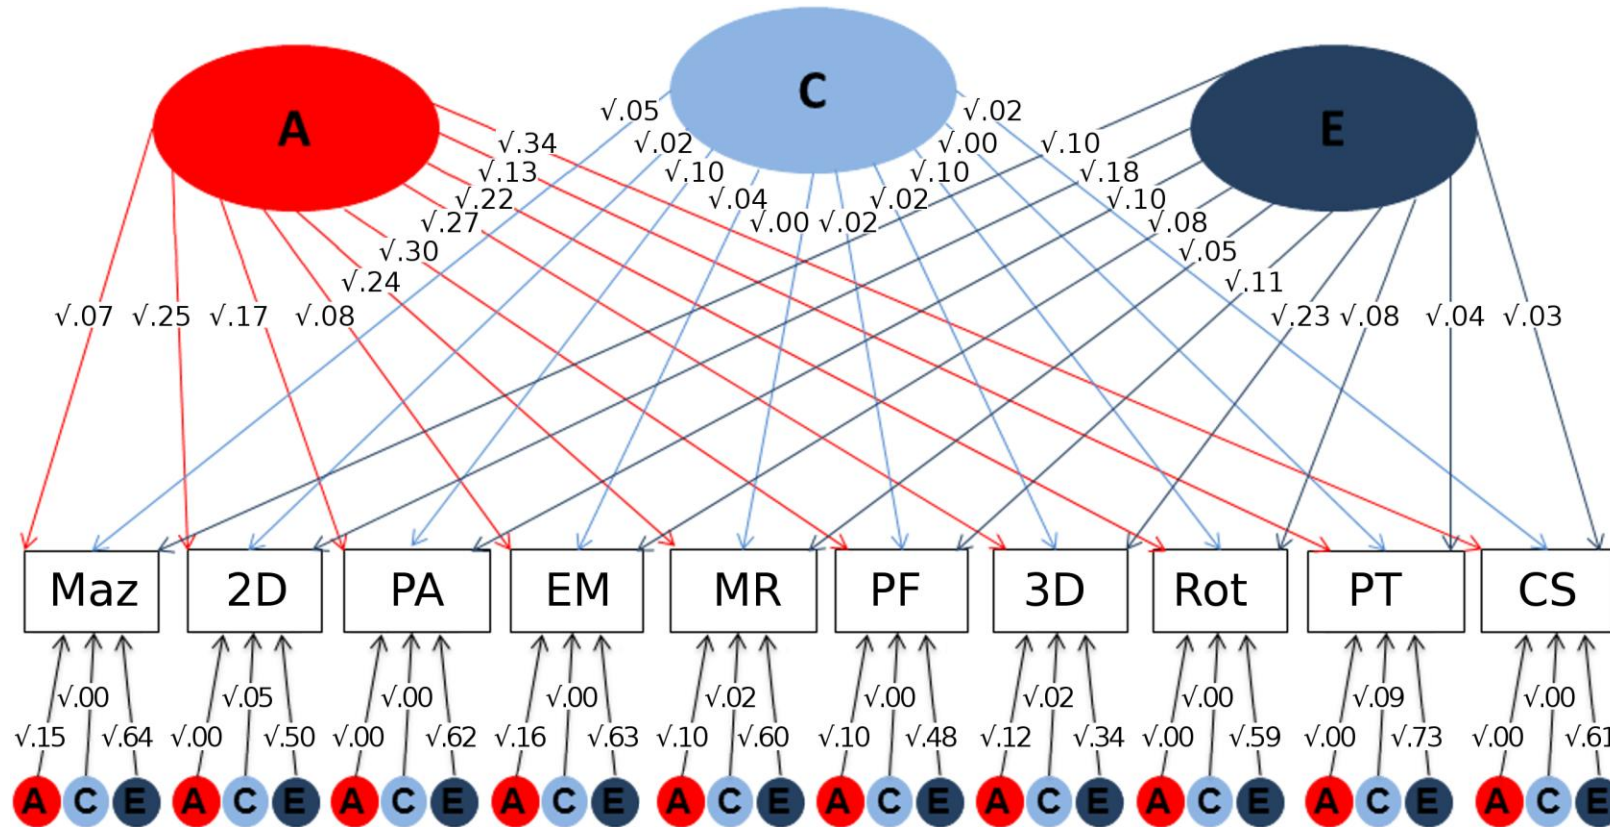 C
A
E
√.05 √.02
√.34 √.02 √.00 √.10
√.13 √.10 √.10 √.18
√.22 √.04 √.02 √.10
√.27 √.00 √.02 √.08
√.30 √.05
√.24 √.11
√.07 √.25 √.17 √.08 √.23 √.08 √.04 √.03
Maz 2D PA EM MR PF 3D Rot PT CS
√.00 √.05 √.00 √.00 √.02 √.00 √.02 √.00 √.09 √.00
√.15 √.64 √.00 √.50 √.00 √.62 √.16 √.63 √.10 √.60 √.10 √.48 √.12 √.34 √.00 √.59 √.00 √.73 √.00 √.61
A C E A C E A C E A C E A C E A C E A C E A C E A C E A C E